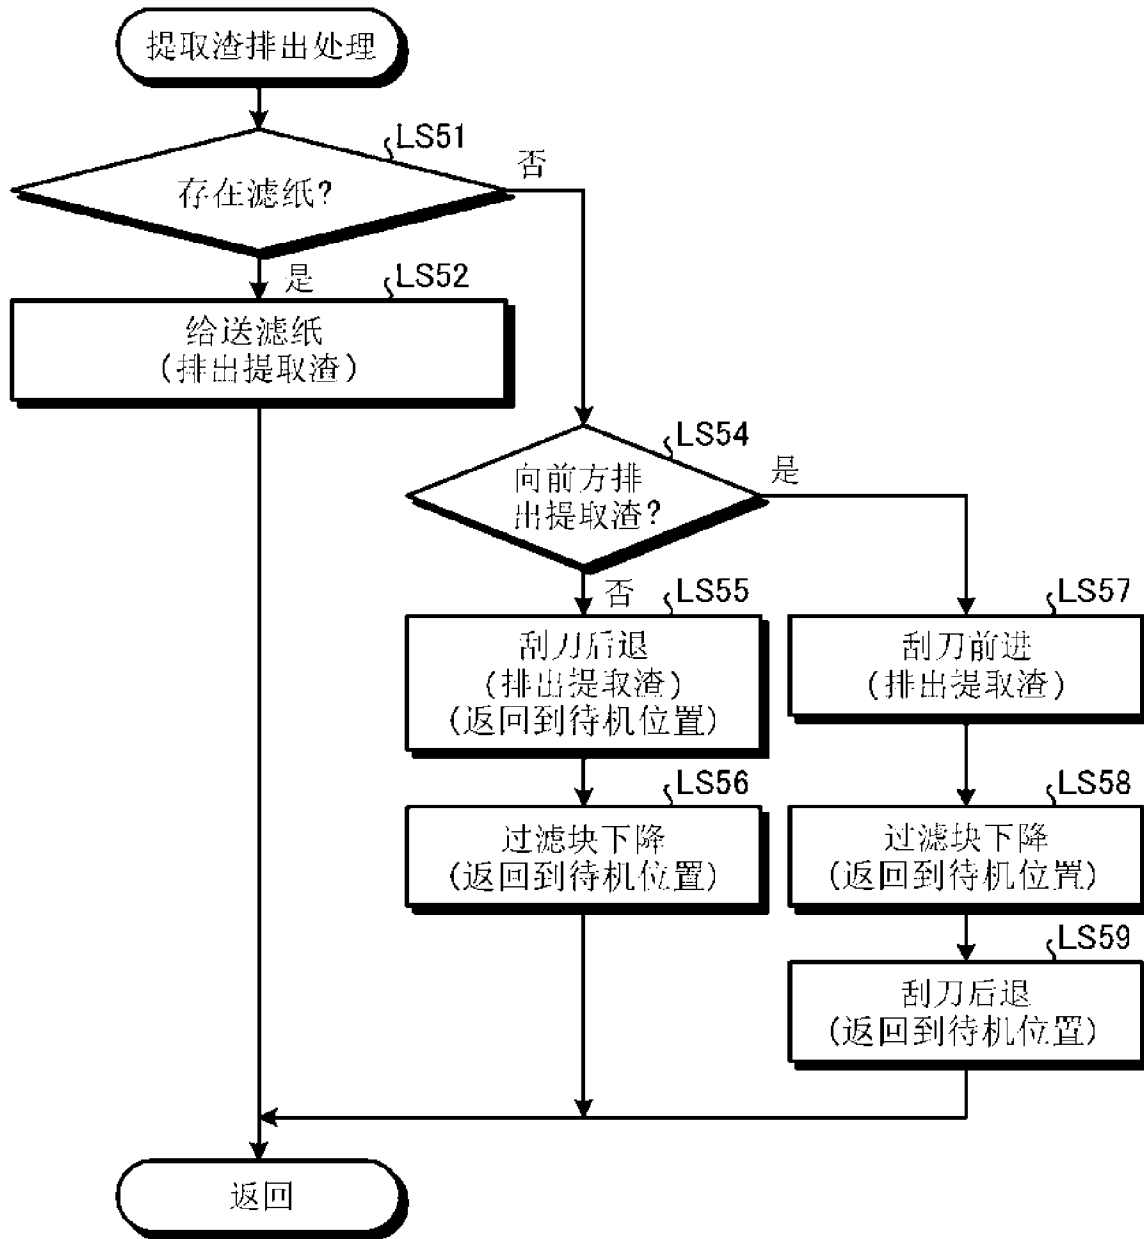 提取渣排出处理
LS51
存在滤纸?
否
是
LS52
给送滤纸
(排出提取渣)
LS54
向前方排
出提取渣?
是
否
LS55
刮刀后退
(排出提取渣)
(返回到待机位置)
LS57
刮刀前进
(排出提取渣)
LS56
过滤块下降
(返回到待机位置)
LS58
过滤块下降
(返回到待机位置)
LS59
刮刀后退
(返回到待机位置)
返回